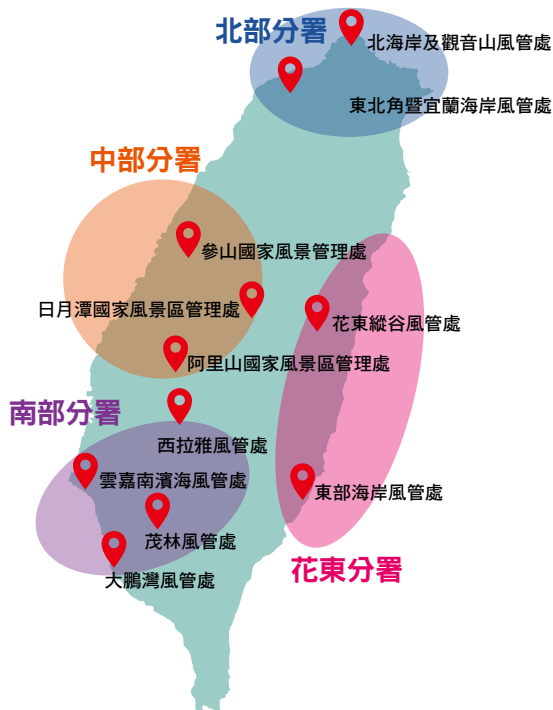 北部分署
北海岸及觀音山風管處
東北角暨宜蘭海岸風管處
中部分署
參山國家風景管理處
日月潭國家風景區管理處
花東縱谷風管處
阿里山國家風景區管理處
南部分署
西拉雅風管處
雲嘉南濱海風管處
東部海岸風管處
茂林風管處
大鵬灣風管處
花東分署